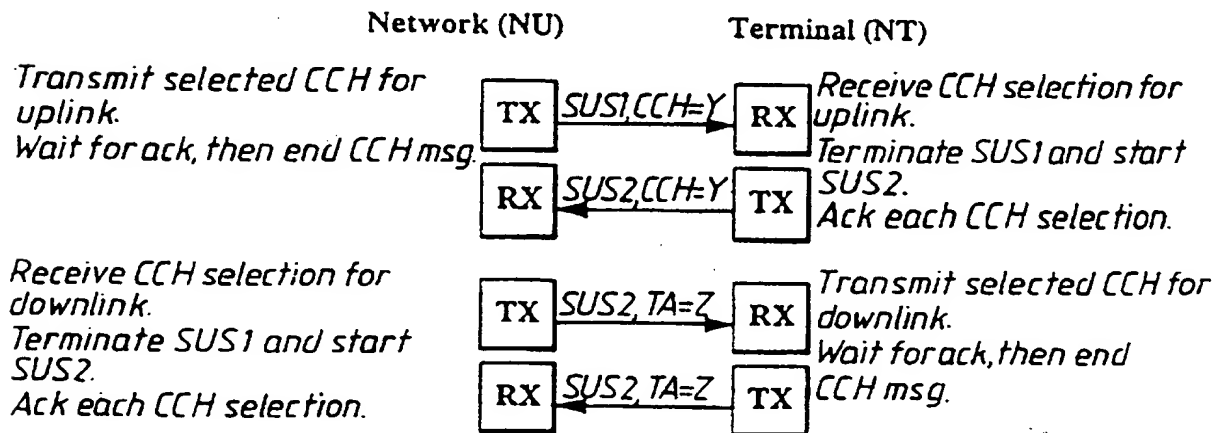 Network (NU)
Terminal (NT)
Transmit selected CCH for
uplink.
Wait for ack, then end CCH msg.
TX
SUS1,CCH=Y
RX
Receive CCH selection for
uplink.
Terminate SUS1 and start
SUS2.
Ack each CCH selection.
RX
SUS2,CCH=Y
TX
Receive CCH selection for
downlink.
Terminate SUS1 and start
SUS2.
Ack each CCH selection.
TX
SUS2, TA=Z
RX
Transmit selected CCH for
downlink.
Wait for ack, then end
CCH msg.
RX
SUS2, TA=Z
TX